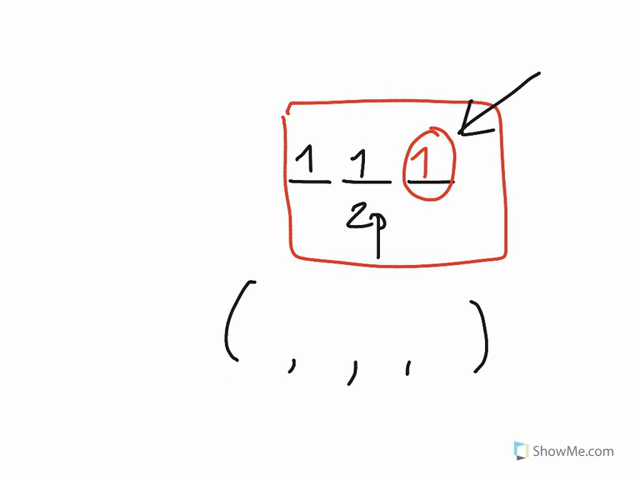 1 1 1
2p
( , , , )
ShowMe.com